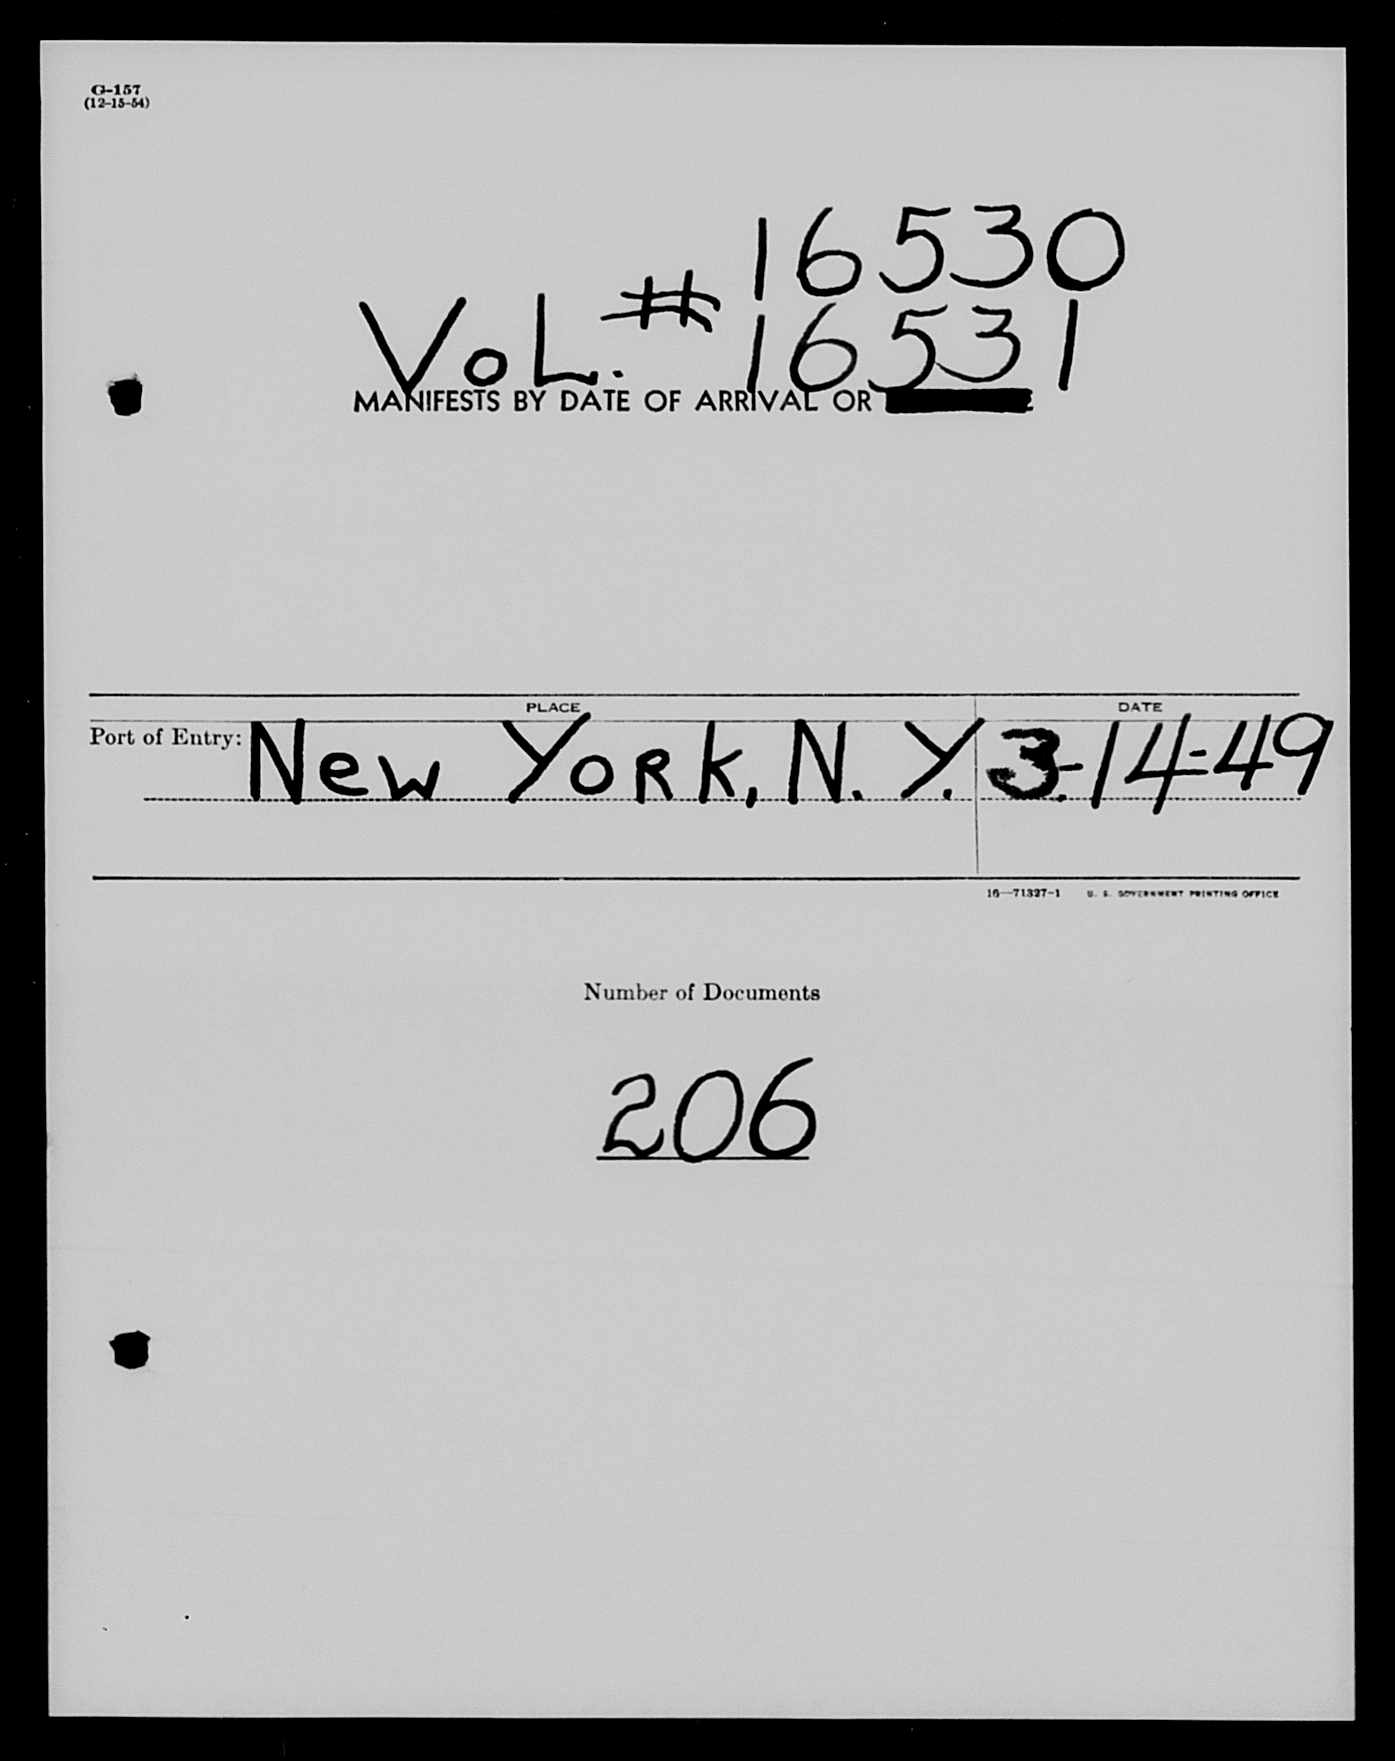 G-157
(12-15-54)
16530
VOL. # 16531
MANIFESTS BY DATE OF ARRIVAL OR
PLACE DATE
Port of Entry: New York, N. Y. 3-14-49
16—71327-1 U. S. GOVERNMENT PRINTING OFFICE
Number of Documents
206